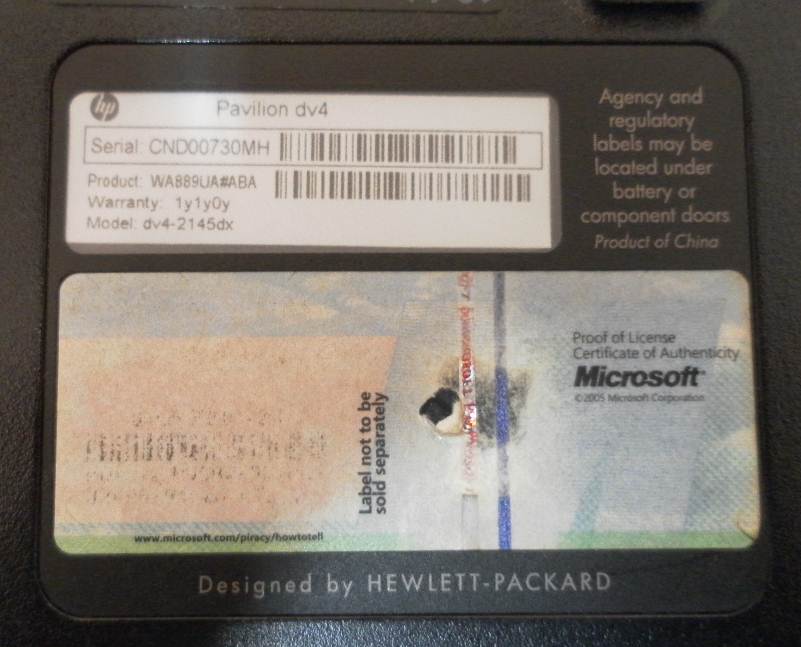 hp
Pavilion dv4
Serial: CND00730MH
Product: WA889UA#ABA
Warranty: 1y1y0y
Model: dv4-2145dx
Agency and
regulatory
labels may be
located under
battery or
component doors
Product of China
Label not to be
sold separately
Proof of License
Certificate of Authenticity
Microsoft
©2005 Microsoft Corporation
www.microsoft.com/piracy/howtotell
Designed by HEWLETT-PACKARD